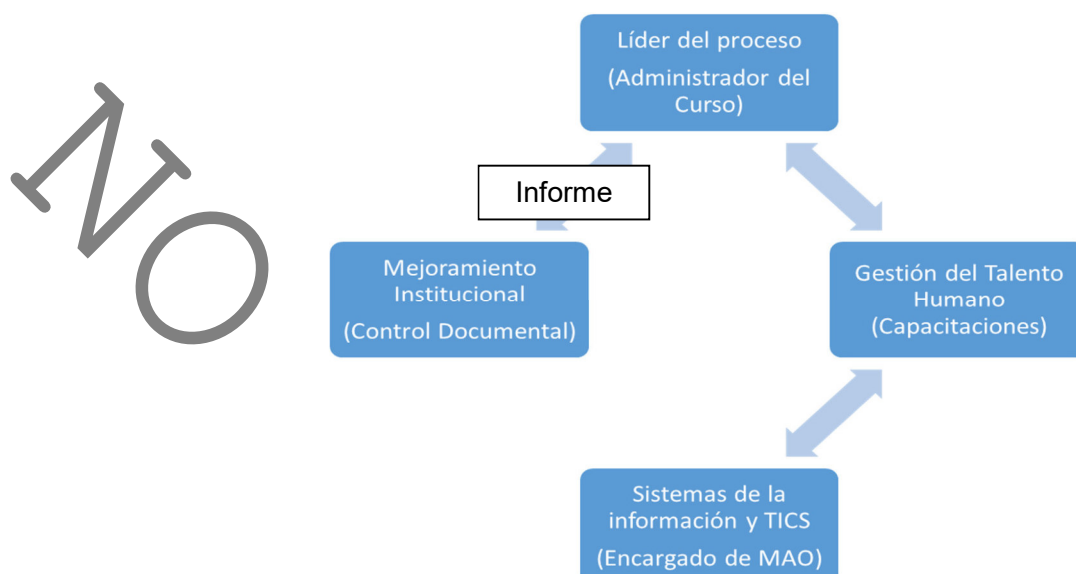 Líder del proceso
(Administrador del
Curso)
NO
Informe
Mejoramiento
Institucional
(Control Documental)
Gestión del Talento
Humano
(Capacitaciones)
Sistemas de la
información y TICS
(Encargado de MAO)